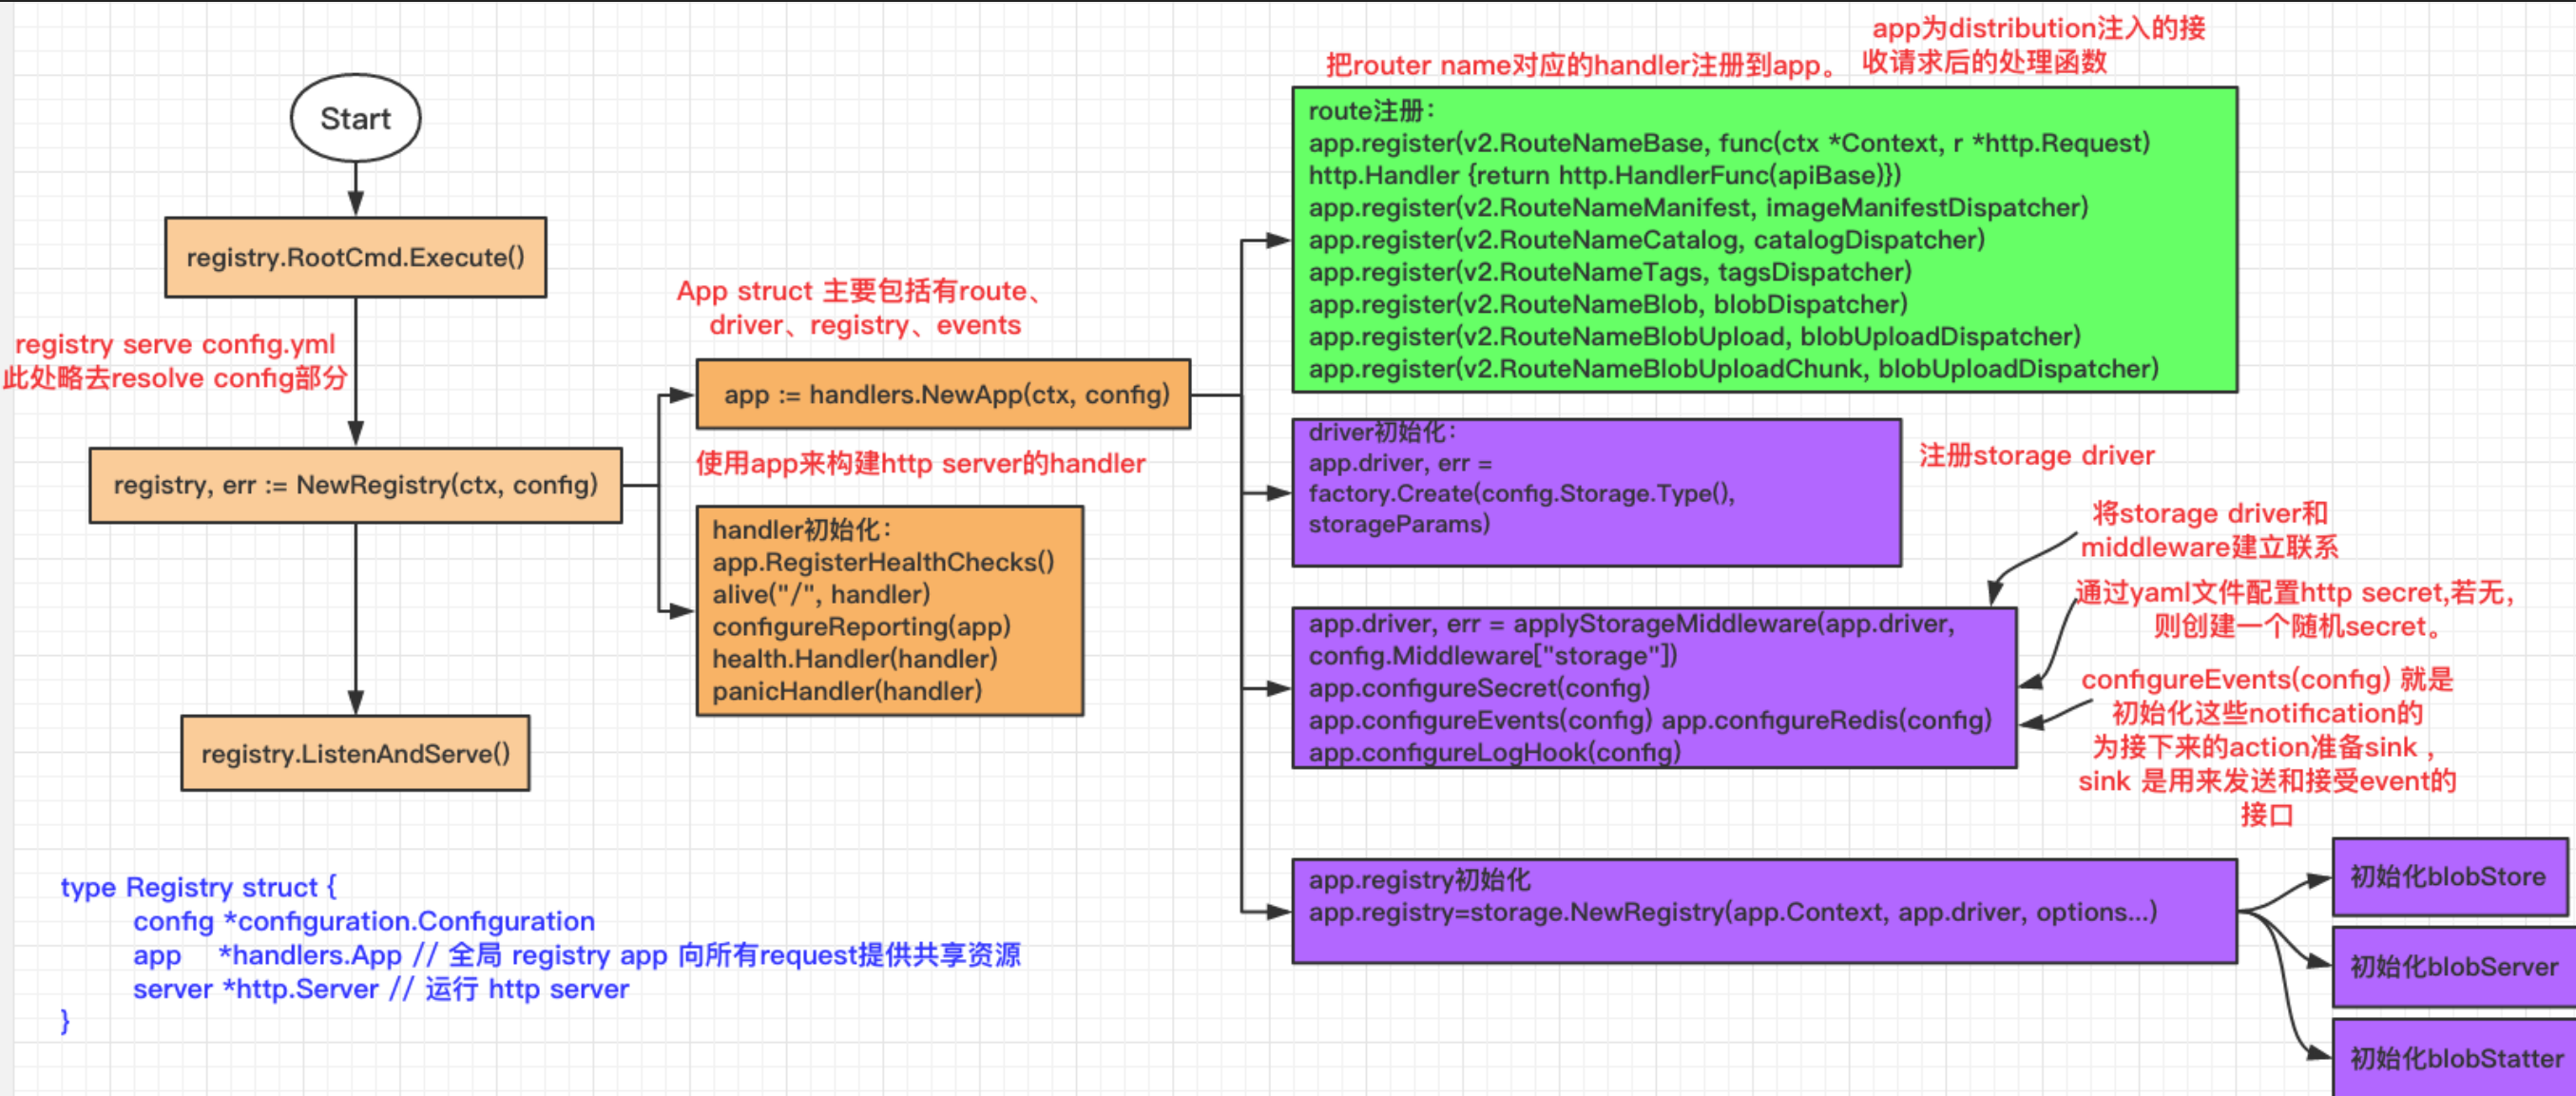 Start
registry.RootCmd.Execute()
registry serve config.yml
此处略去resolve config部分
registry, err := NewRegistry(ctx, config)
registry.ListenAndServe()
App struct 主要包括有route、
driver、registry、events
app := handlers.NewApp(ctx, config)
使用app来构建http server的handler
handler初始化：
app.RegisterHealthChecks()
alive("/", handler)
configureReporting(app)
health.Handler(handler)
panicHandler(handler)
把router name对应的handler注册到app。
app为distribution注入的接
收请求后的处理函数
route注册：
app.register(v2.RouteNameBase, func(ctx *Context, r *http.Request)
http.Handler {return http.HandlerFunc(apiBase)})
app.register(v2.RouteNameManifest, imageManifestDispatcher)
app.register(v2.RouteNameCatalog, catalogDispatcher)
app.register(v2.RouteNameTags, tagsDispatcher)
app.register(v2.RouteNameBlob, blobDispatcher)
app.register(v2.RouteNameBlobUpload, blobUploadDispatcher)
app.register(v2.RouteNameBlobUploadChunk, blobUploadDispatcher)
driver初始化：
app.driver, err =
factory.Create(config.Storage.Type(),
storageParams)
注册storage driver
将storage driver和
middleware建立联系
通过yaml文件配置http secret,若无，
则创建一个随机secret。
app.driver, err = applyStorageMiddleware(app.driver,
config.Middleware["storage"])
app.configureSecret(config)
app.configureEvents(config) app.configureRedis(config)
app.configureLogHook(config)
configureEvents(config) 就是
初始化这些notification的
为接下来的action准备sink ，
sink 是用来发送和接受event的
接口
app.registry初始化
app.registry=storage.NewRegistry(app.Context, app.driver, options...)
初始化blobStore
初始化blobServer
初始化blobStatter
type Registry struct {
config *configuration.Configuration
app *handlers.App // 全局 registry app 向所有request提供共享资源
server *http.Server // 运行 http server
}